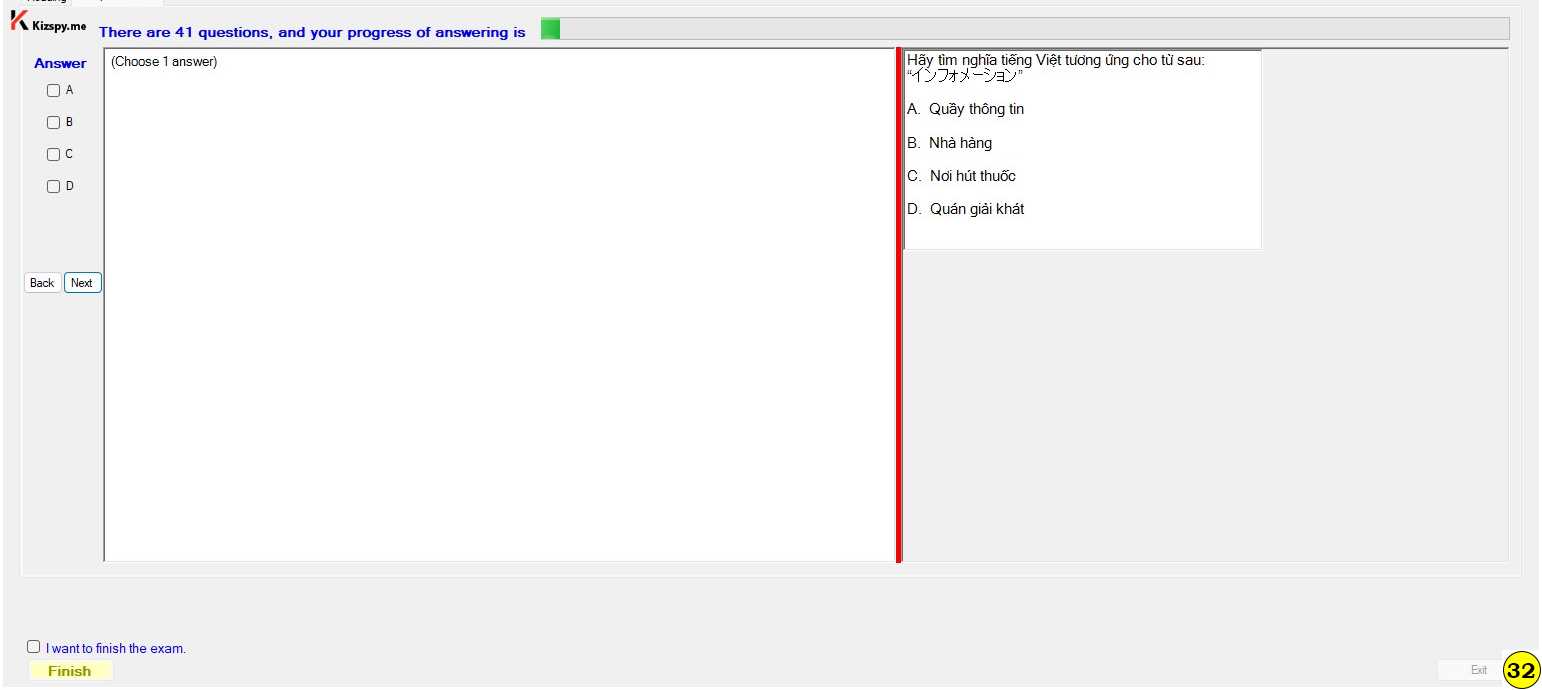 Kizspy.me
There are 41 questions, and your progress of answering is
Answer
(Choose 1 answer)
A
B
C
D
Back Next
Hãy tìm nghĩa tiếng Việt tương ứng cho từ sau:
“インフォメーション”
A. Quầy thông tin
B. Nhà hàng
C. Nơi hút thuốc
D. Quán giải khát
I want to finish the exam.
Finish
Exit
32